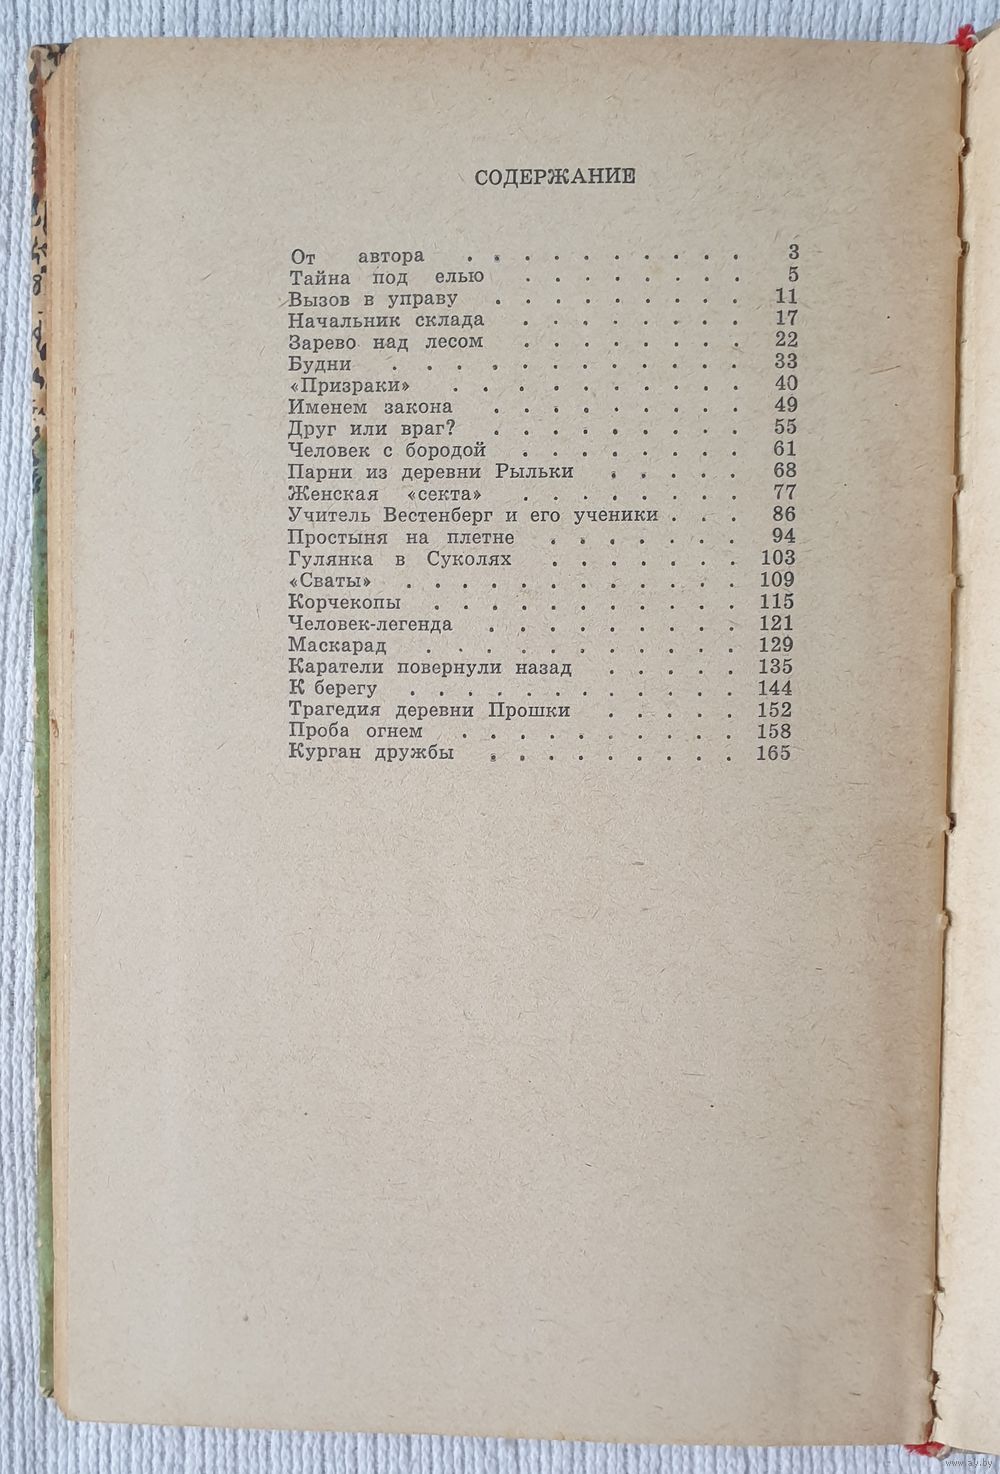 СОДЕРЖАНИЕ
От автора . . . . . . . . . . 3
Тайна под елью . . . . . . . . 5
Вызов в управу . . . . . . . . . 11
Начальник склада . . . . . . . . 17
Зарево над лесом . . . . . . . . 22
Будни . . . . . . . . . . . . . 33
«Призраки» . . . . . . . . . . 40
Именем закона . . . . . . . . . 49
Друг или враг? . . . . . . . . . 55
Человек с бородой . . . . . . . . 61
Парни из деревни Рыльки . . . . . 68
Женская «секта» . . . . . . . . 77
Учитель Вестенберг и его ученики . . . 86
Простыня на плетне . . . . . . . 94
Гулянка в Суколях . . . . . . . 103
«Сваты» . . . . . . . . . . . . 109
Корчекопы . . . . . . . . . . . 115
Человек-легенда . . . . . . . . . 121
Маскарад . . . . . . . . . . . 129
Каратели повернули назад . . . . . 135
К берегу . . . . . . . . . . . . 144
Трагедия деревни Прошки . . . . . 152
Проба огнем . . . . . . . . . . 158
Курган дружбы . . . . . . . . . 165
www.ay.by